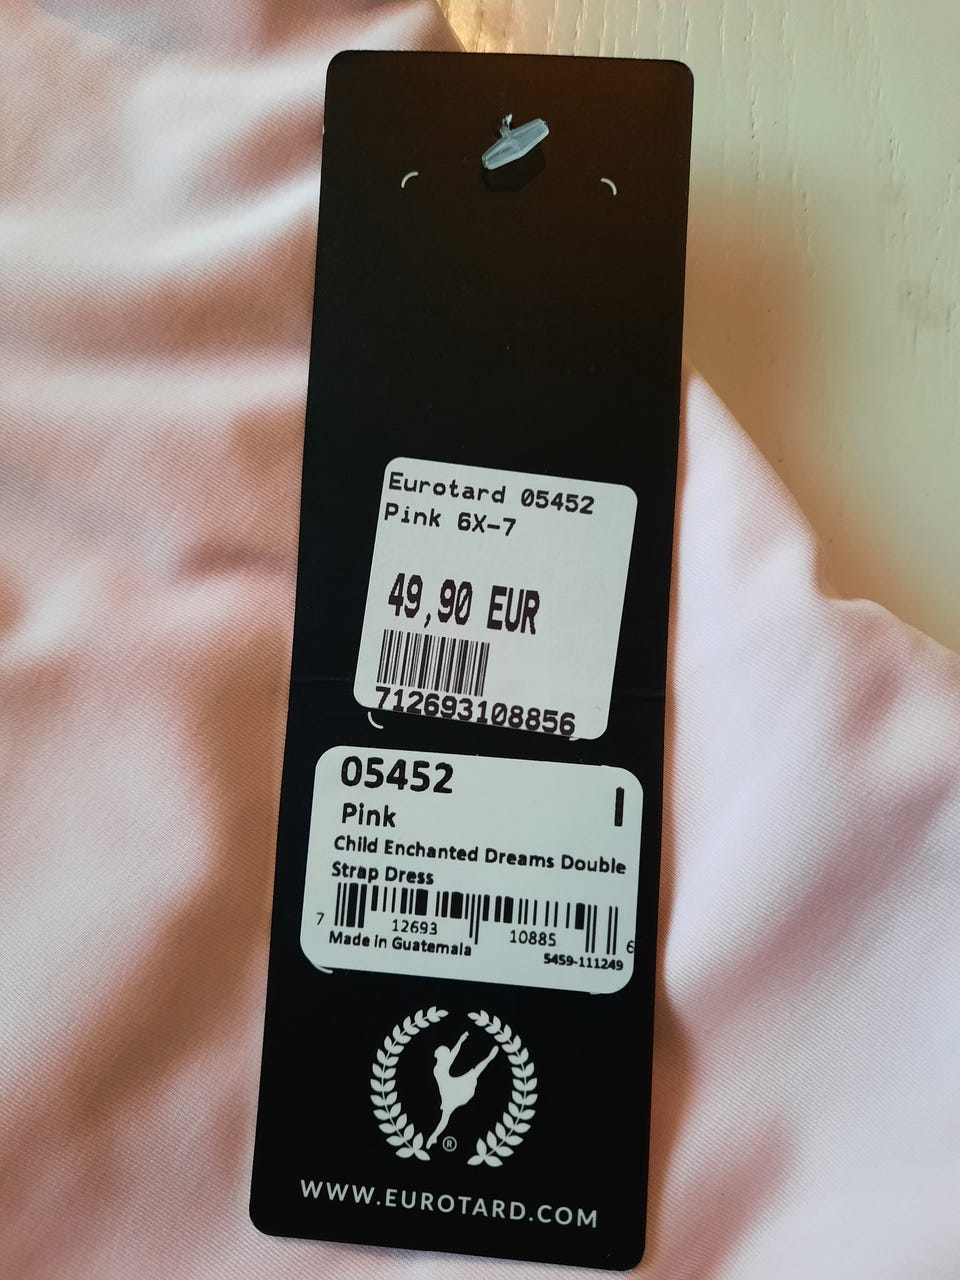 Eurotard 05452
Pink 6X-7
49,90 EUR
712693108856
05452
I
Pink
Child Enchanted Dreams Double
Strap Dress
7 12693 10885 6
Made in Guatemala
5459-111249
®
WWW.EUROTARD.COM